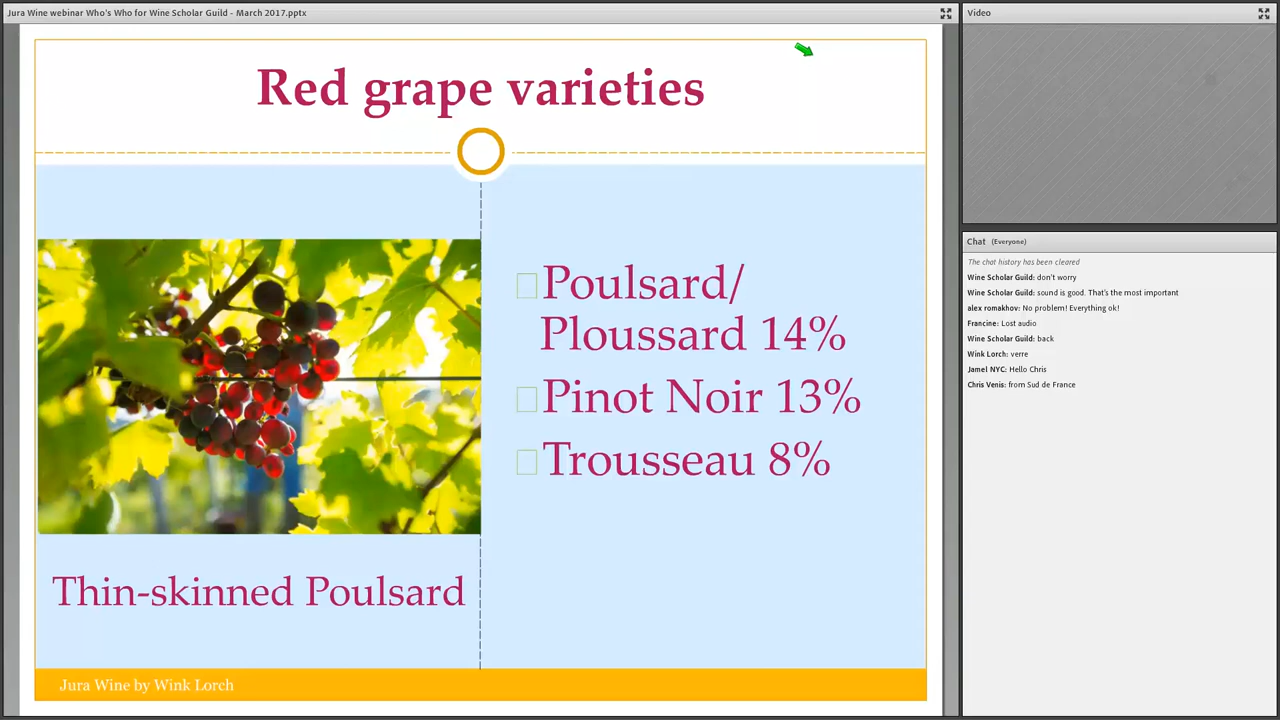 Jura Wine webinar Who's Who for Wine Scholar Guild - March 2017.pptx
Red grape varieties
Poulsard/
Ploussard 14%
Pinot Noir 13%
Trousseau 8%
Thin-skinned Poulsard
Jura Wine by Wink Lorch
Video
Chat (Everyone)
The chat history has been cleared
Wine Scholar Guild: don't worry
Wine Scholar Guild: sound is good. That's the most important
alex romakhov: No problem! Everything ok!
Francine: Lost audio
Wine Scholar Guild: back
Wink Lorch: verre
Jamel NYC: Hello Chris
Chris Venis: from Sud de France